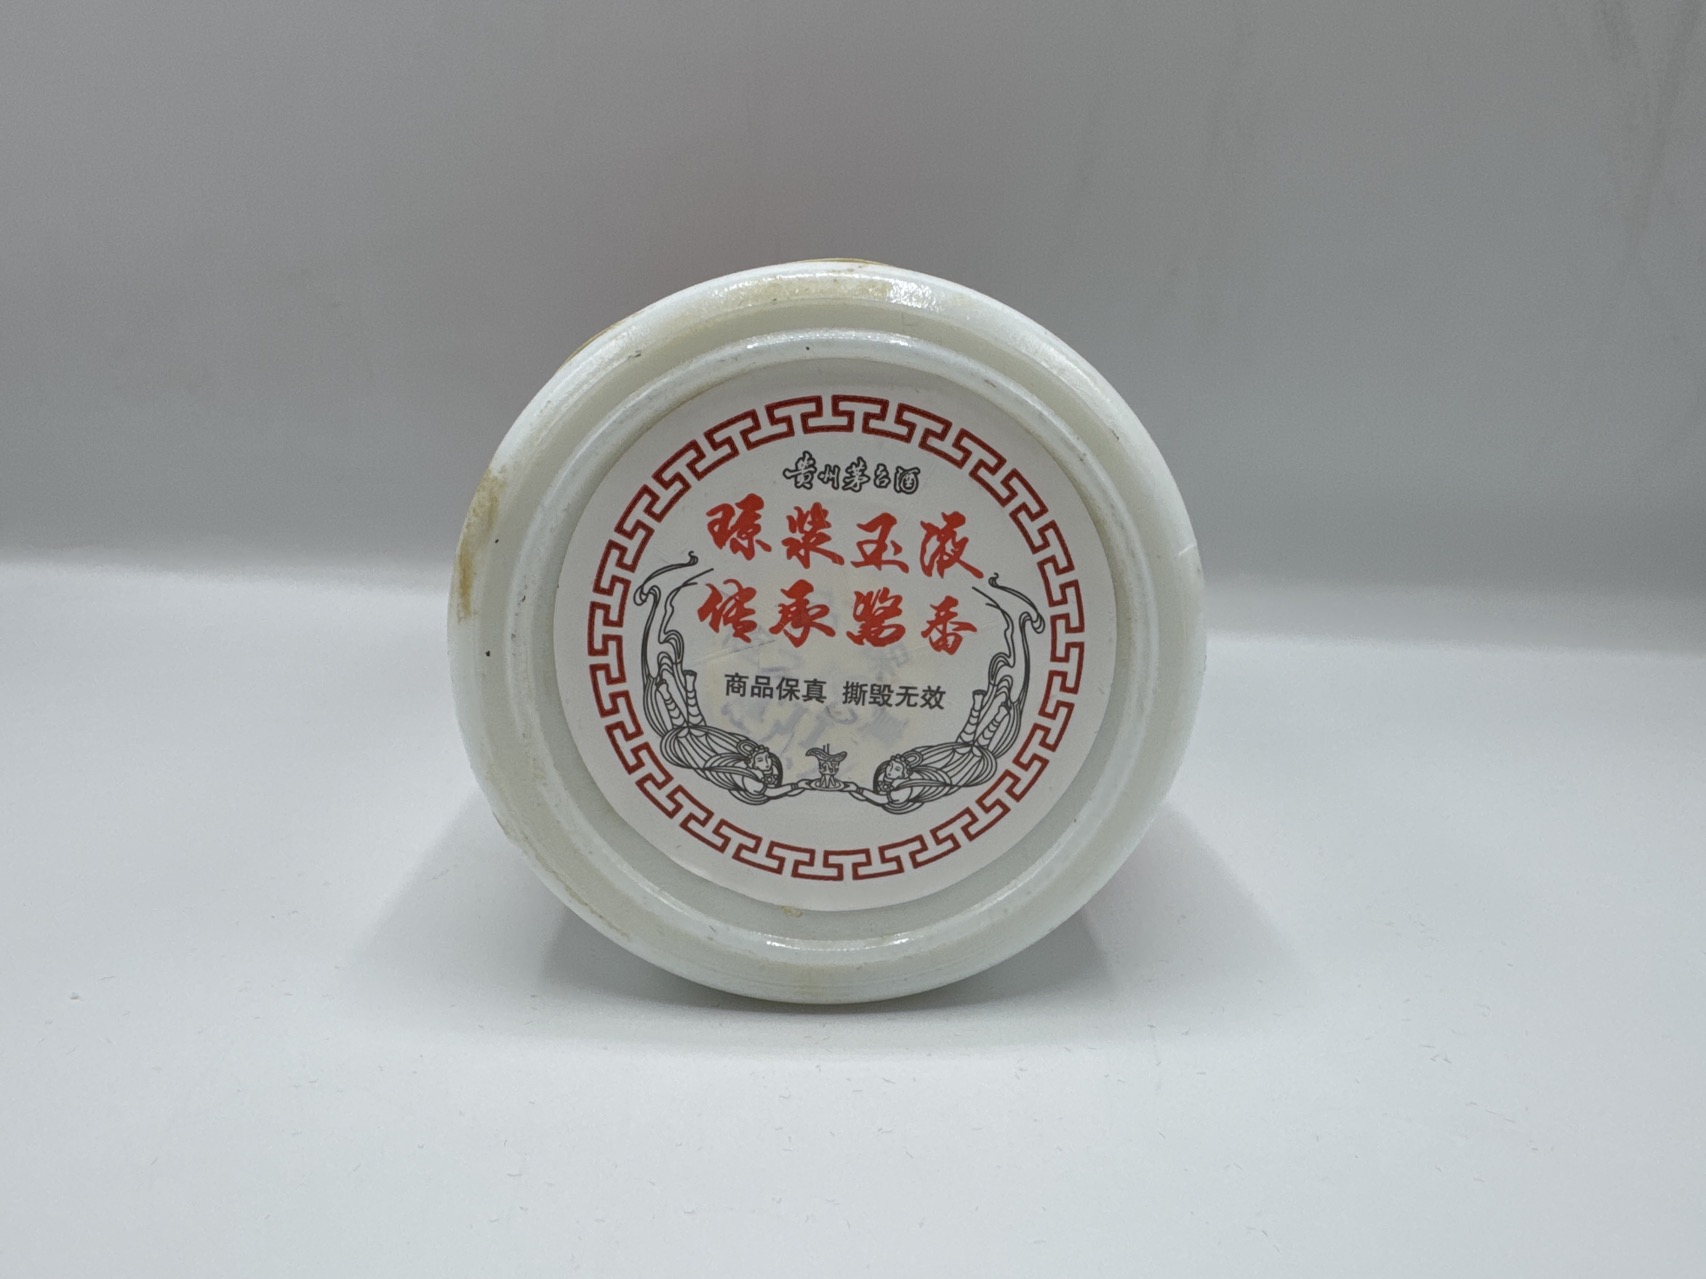 贵州茅台酒
琼浆玉液
传承酱香
商品保真 撕毁无效